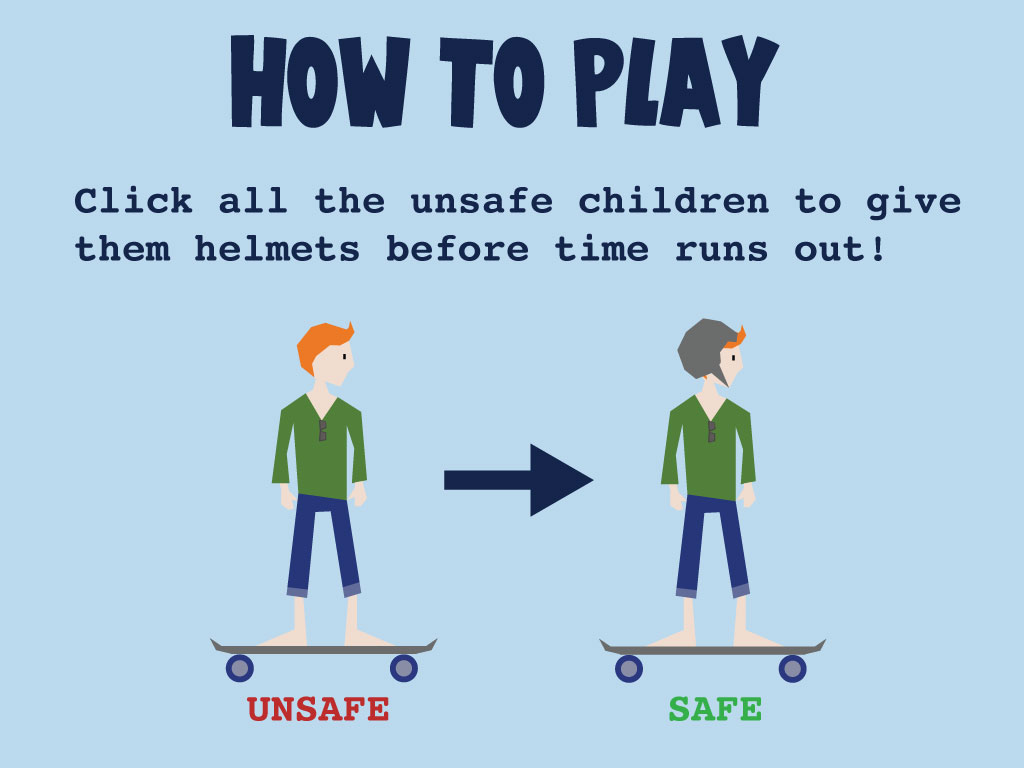 HOW TO PLAY
Click all the unsafe children to give
them helmets before time runs out!
UNSAFE
SAFE